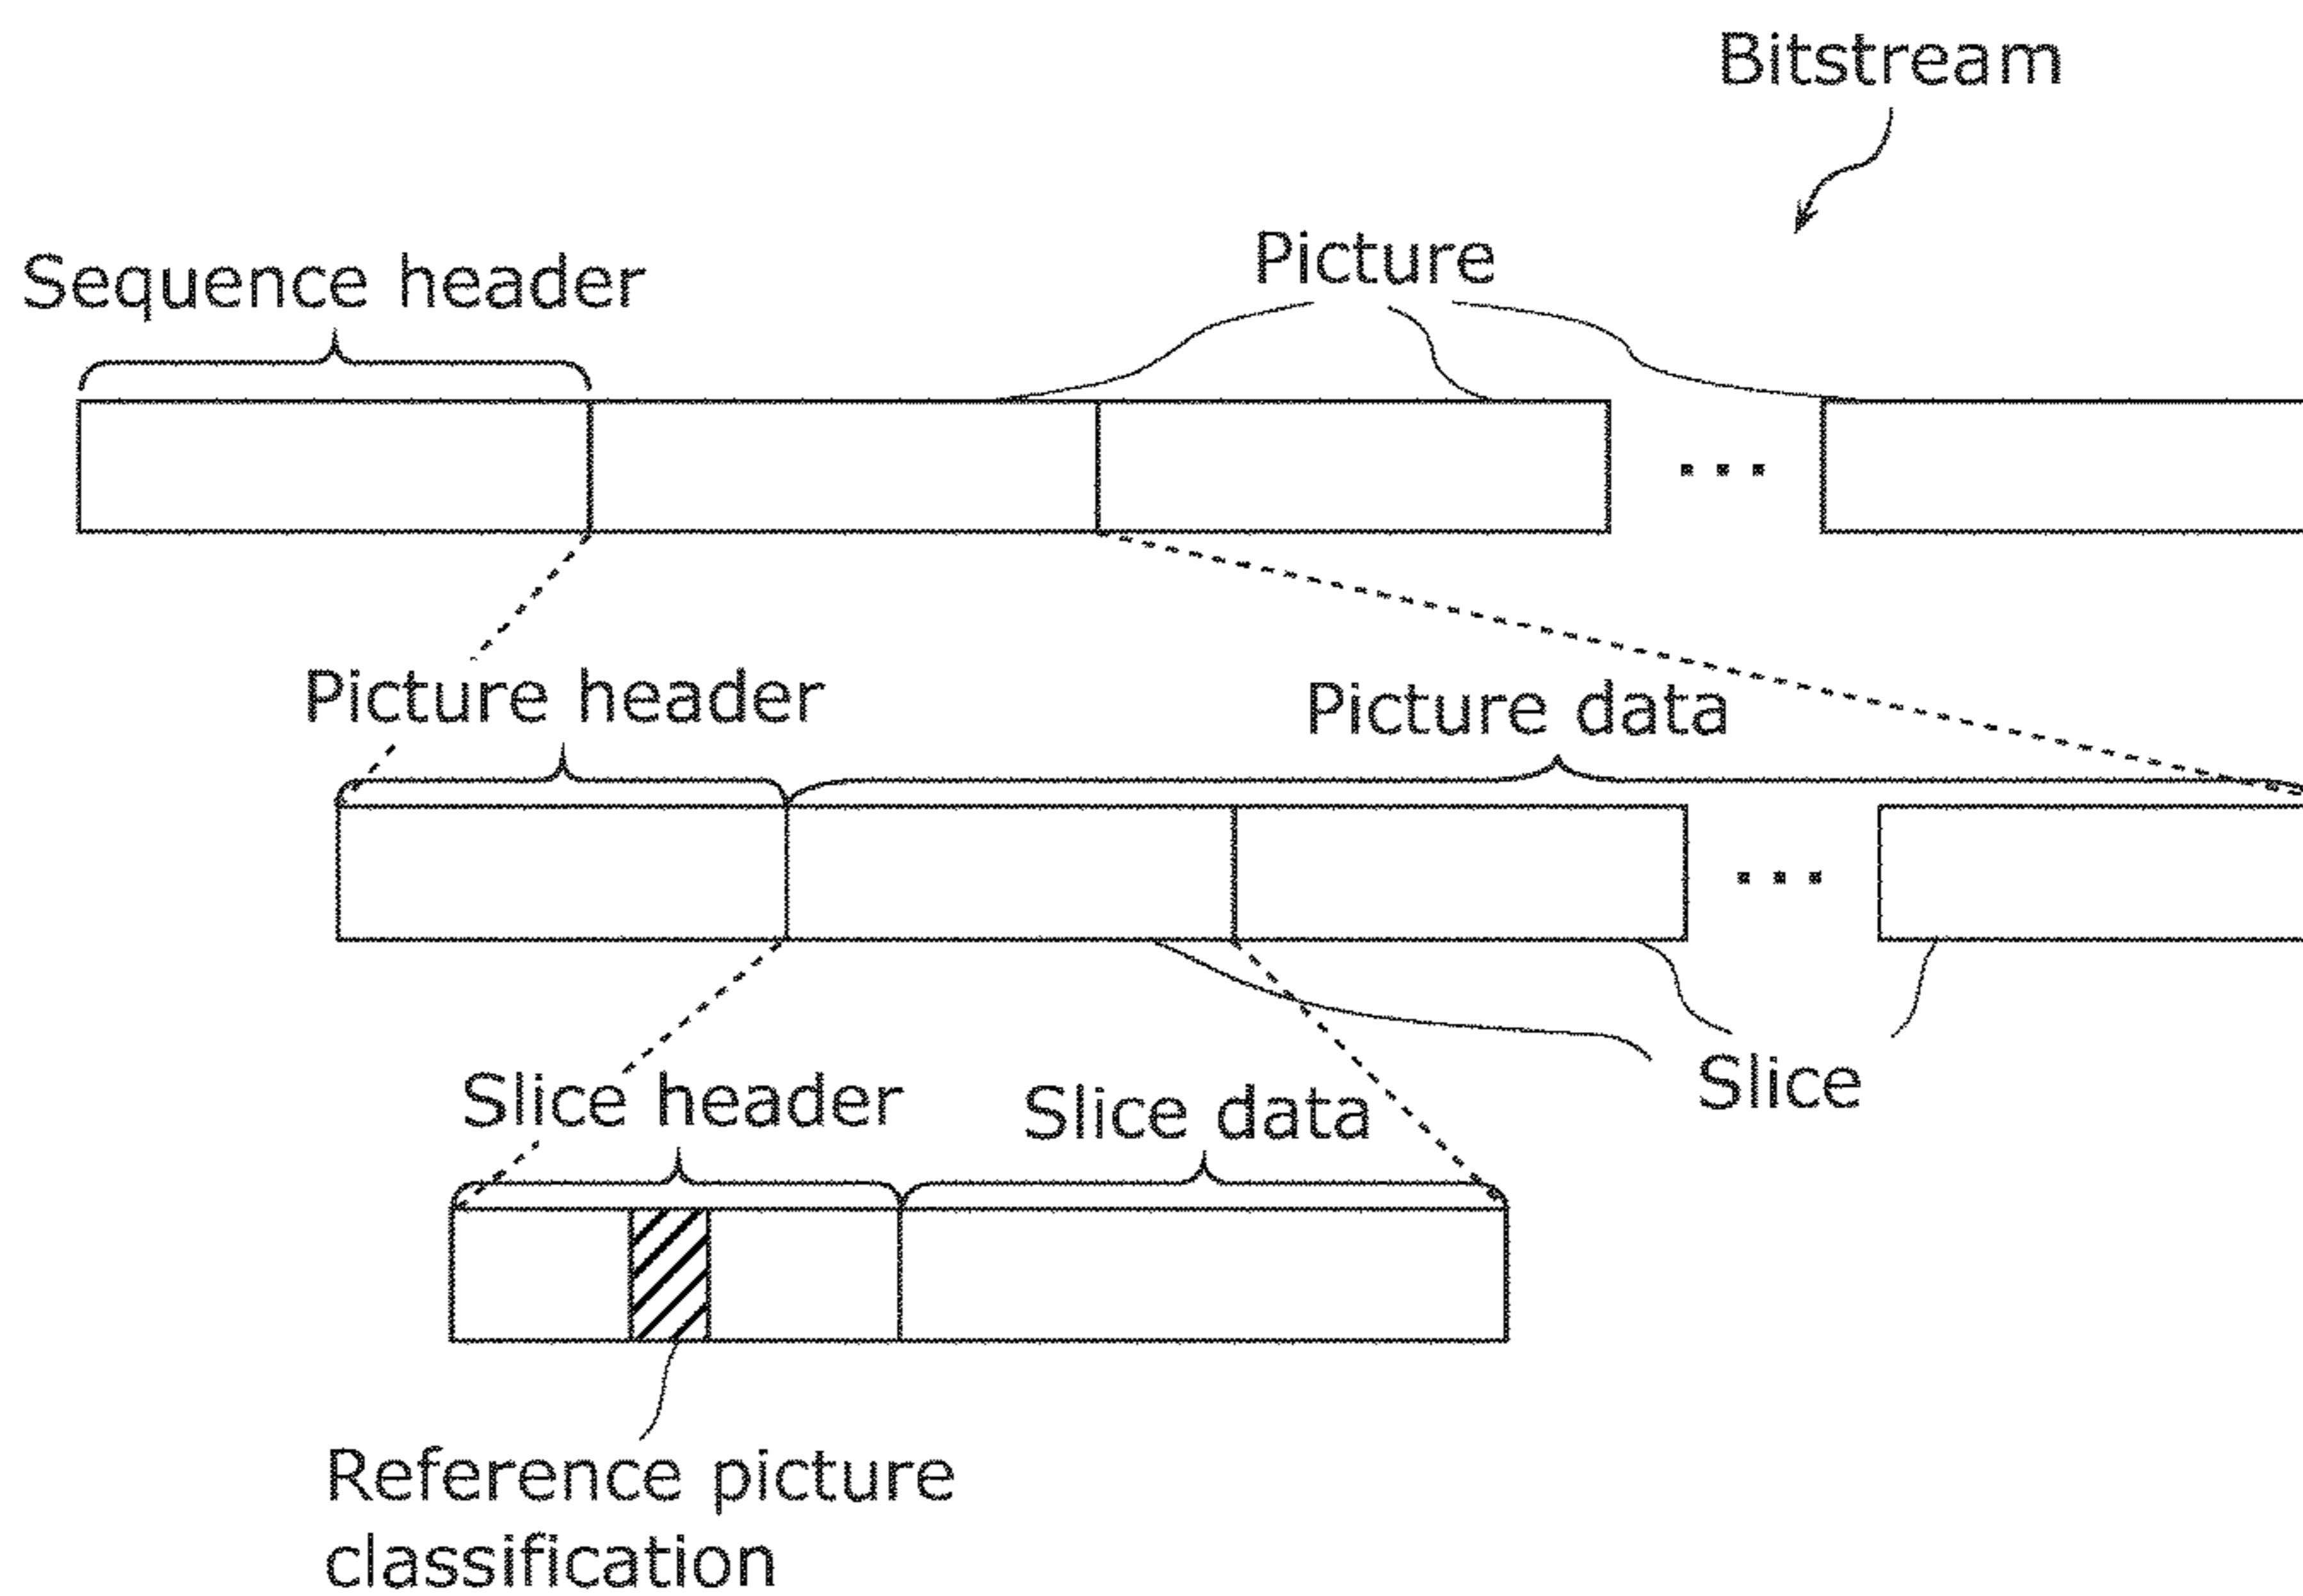 Bitstream
Picture
Sequence header
Picture header
Picture data
Slice
Slice header
Slice data
Reference picture
classification